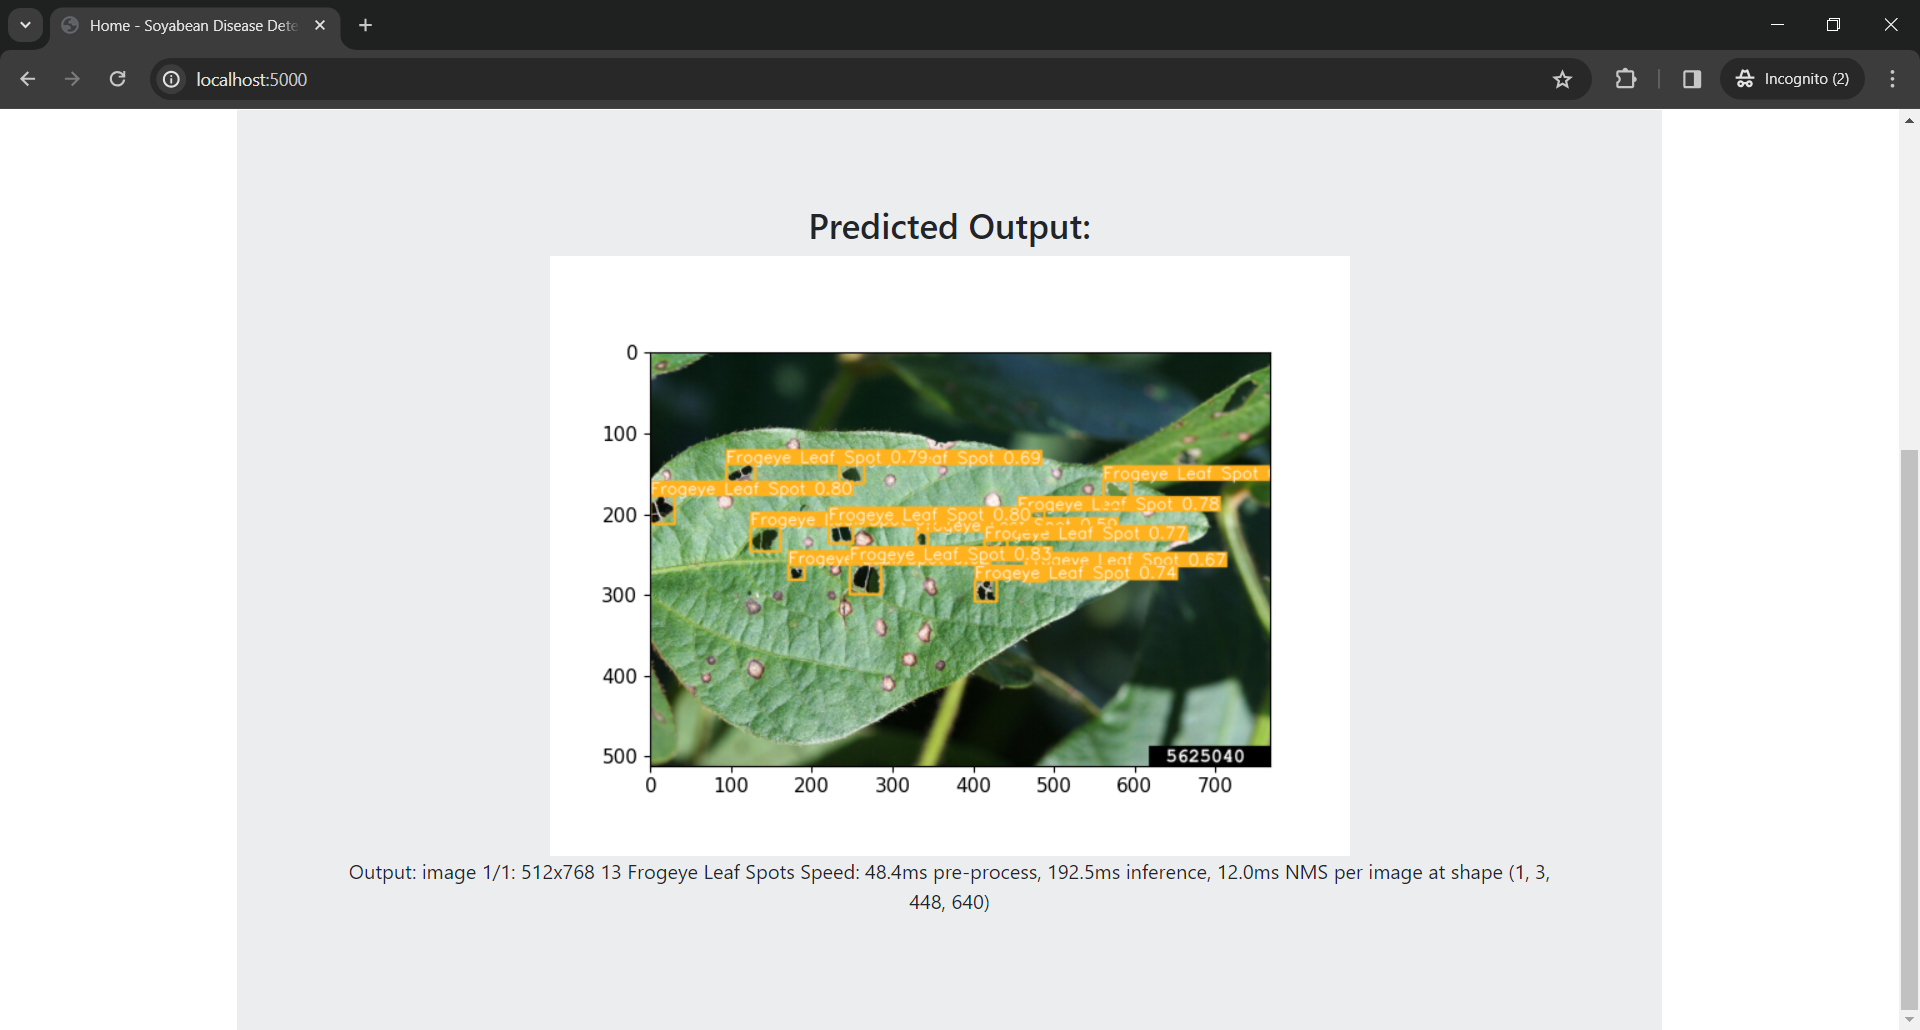 Home - Soyabean Disease Dete
localhost:5000
Incognito (2)
Predicted Output:
0
100
200
300
400
500
Frogeye Leaf Spot 0.79 af Spot 0.69
Frogeye Leaf Spot
Frogeye Leaf Spot 0.80
Frogeye Leaf Spot 0.78
Frogeye
Frogeye Leaf Spot 0.80
Frogeye Leaf Spot 0.77
Frogeye
Frogeye Leaf Spot 0.83
Leaf Spot 0.67
Frogeye Leaf Spot 0.74
5625040
0 100 200 300 400 500 600 700
Output: image 1/1: 512x768 13 Frogeye Leaf Spots Speed: 48.4ms pre-process, 192.5ms inference, 12.0ms NMS per image at shape (1, 3,
448, 640)